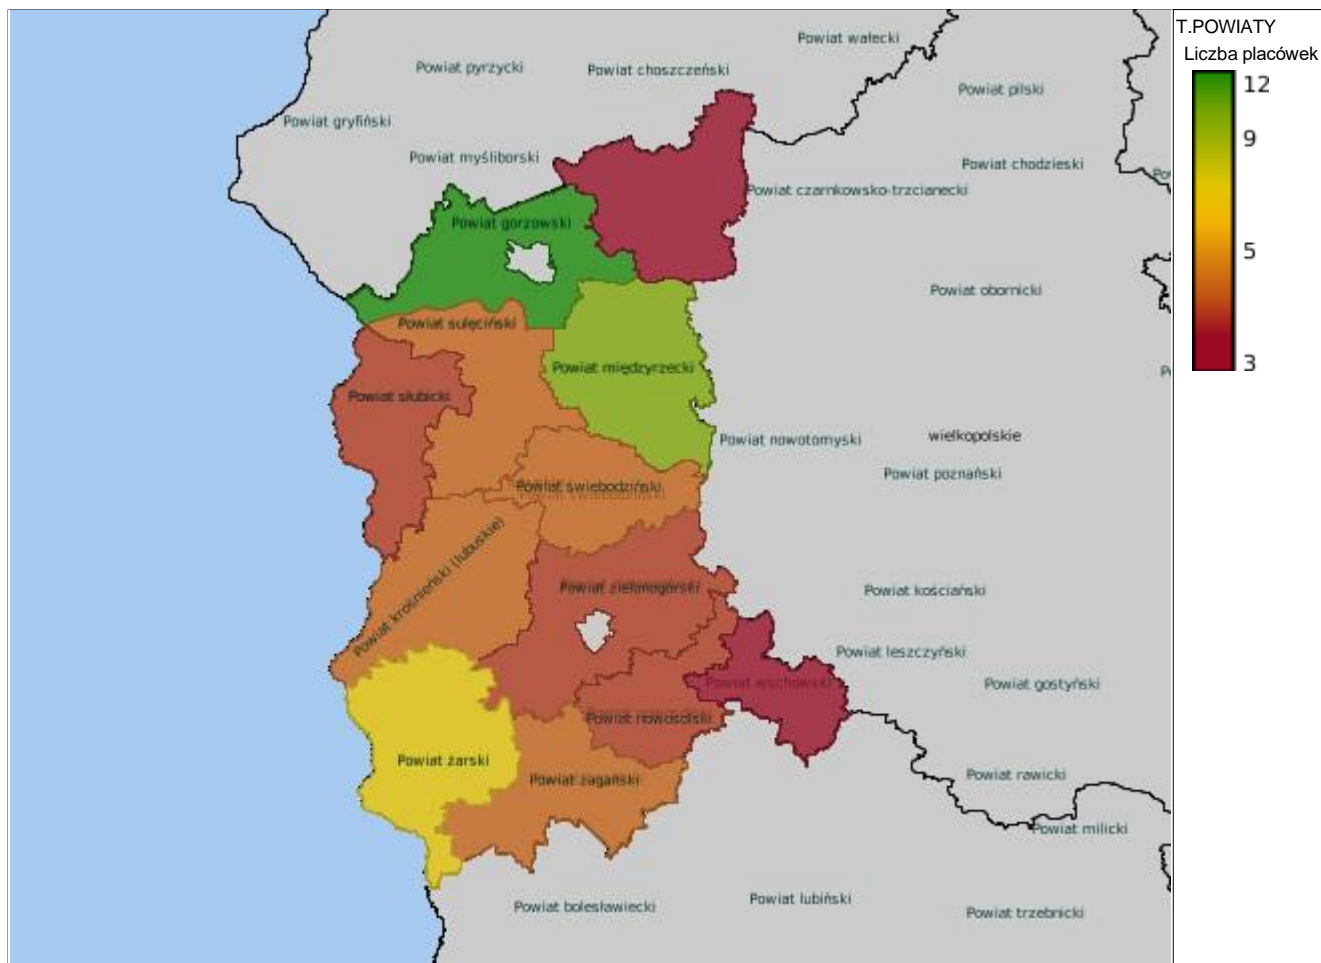 T.POWIATY
Liczba placówek
12
9
5
3
Powiat wałecki
Powiat pyrzycki
Powiat choszczeński
Powiat pilski
Powiat gryfiński
Powiat myśliborski
Powiat chodzieski
Powiat czarnkowsko-trzcianecki
Powiat gorzowski
Powiat obornicki
Powiat sulęciński
Powiat międzyrzecki
Powiat słubicki
Powiat nowotomyski
wielkopolskie
Powiat poznański
Powiat świebodziński
Powiat krośnieński (lubuskie)
Powiat zielonogórski
Powiat kościański
Powiat leszczyński
Powiat wschowski
Powiat gostyński
Powiat nowosolski
Powiat żarski
Powiat żagański
Powiat rawicki
Powiat milicki
Powiat lubiński
Powiat bolesławiecki
Powiat trzebnicki